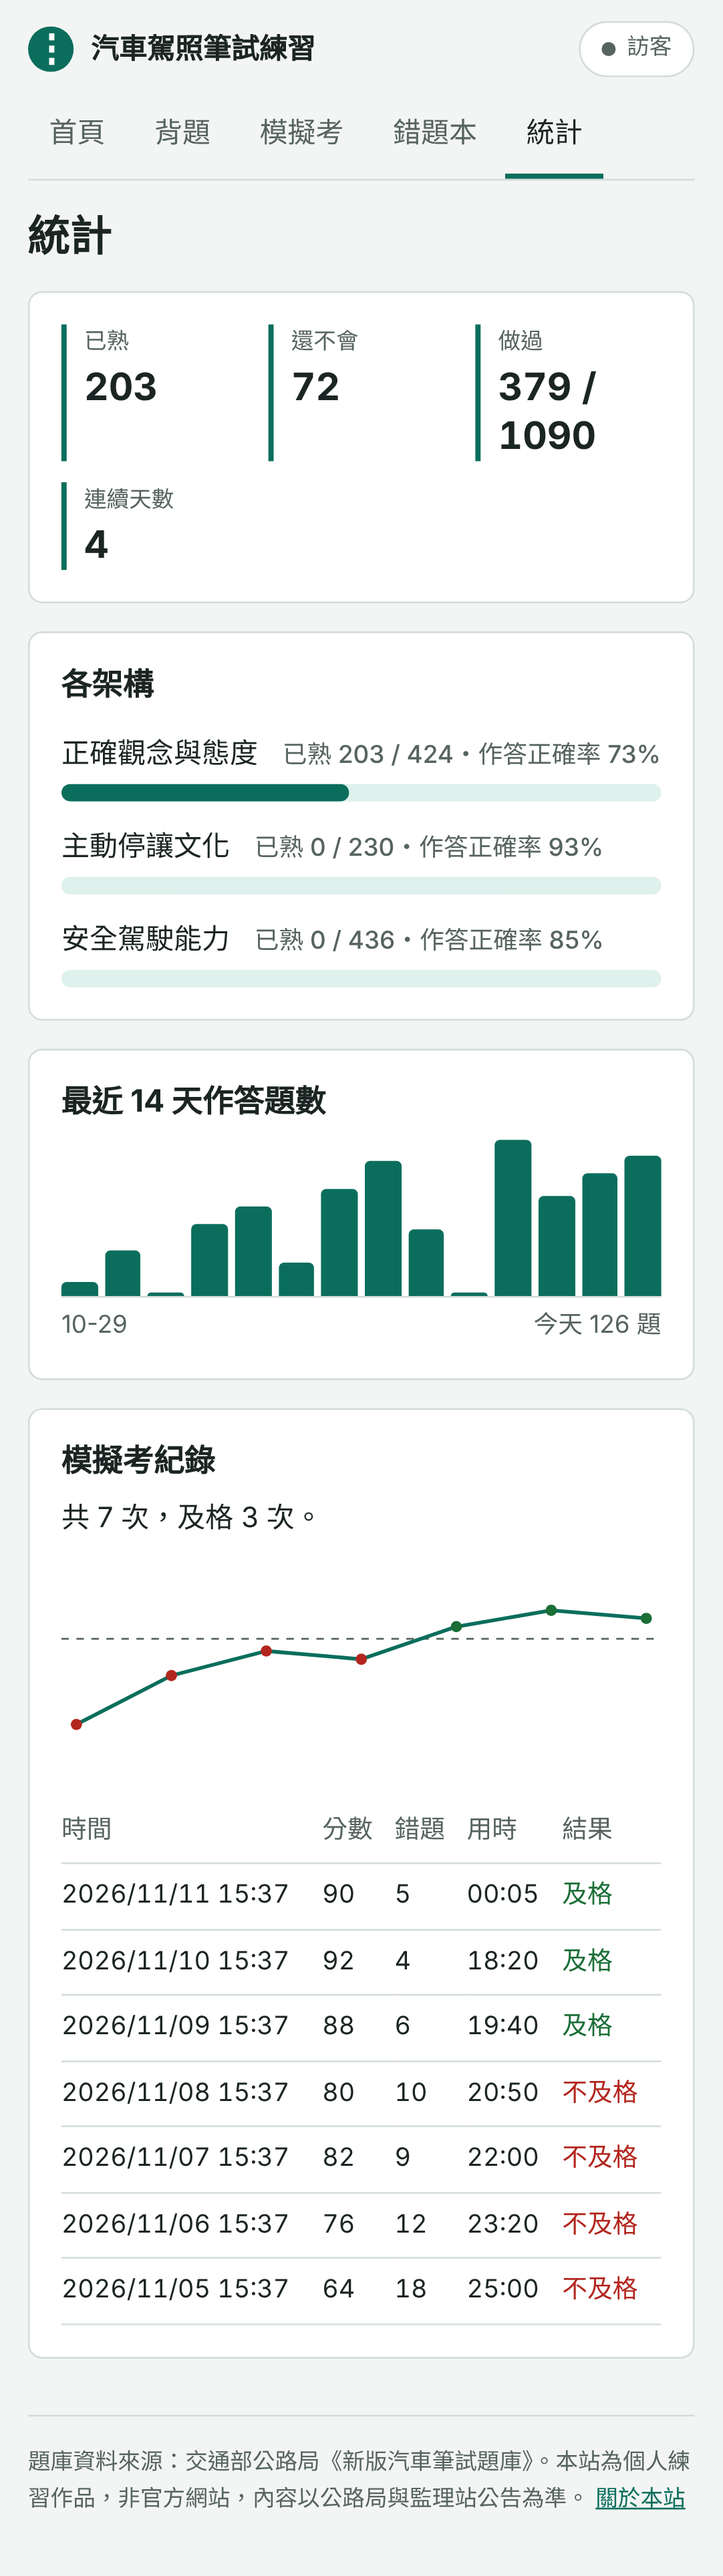 汽車駕照筆試練習
訪客
首頁 背題 模擬考 錯題本 統計
統計
已熟 還不會 做過
203 72 379 /
1090
連續天數
4
各架構
正確觀念與態度 已熟 203 / 424・作答正確率 73%
主動停讓文化 已熟 0 / 230・作答正確率 93%
安全駕駛能力 已熟 0 / 436・作答正確率 85%
最近 14 天作答題數
10-29 今天 126 題
模擬考紀錄
共 7 次，及格 3 次。
時間 分數 錯題 用時 結果
2026/11/11 15:37 90 5 00:05 及格
2026/11/10 15:37 92 4 18:20 及格
2026/11/09 15:37 88 6 19:40 及格
2026/11/08 15:37 80 10 20:50 不及格
2026/11/07 15:37 82 9 22:00 不及格
2026/11/06 15:37 76 12 23:20 不及格
2026/11/05 15:37 64 18 25:00 不及格
題庫資料來源：交通部公路局《新版汽車筆試題庫》。本站為個人練
習作品，非官方網站，內容以公路局與監理站公告為準。 關於本站